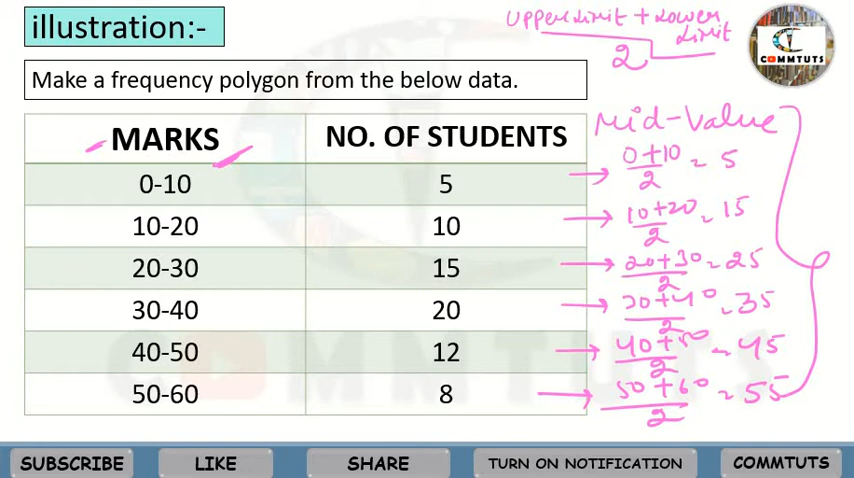 illustration:-
Upper Limit + Lower Limit
2
COMMTUTS
Make a frequency polygon from the below data.
MARKS NO. OF STUDENTS Mid-Value
0-10 5 0+10/2 = 5
10-20 10 10+20/2 = 15
20-30 15 20+30/2 = 25
30-40 20 30+40/2 = 35
40-50 12 40+50/2 = 45
50-60 8 50+60/2 = 55
COMMTUTS
SUBSCRIBE LIKE SHARE TURN ON NOTIFICATION COMMTUTS